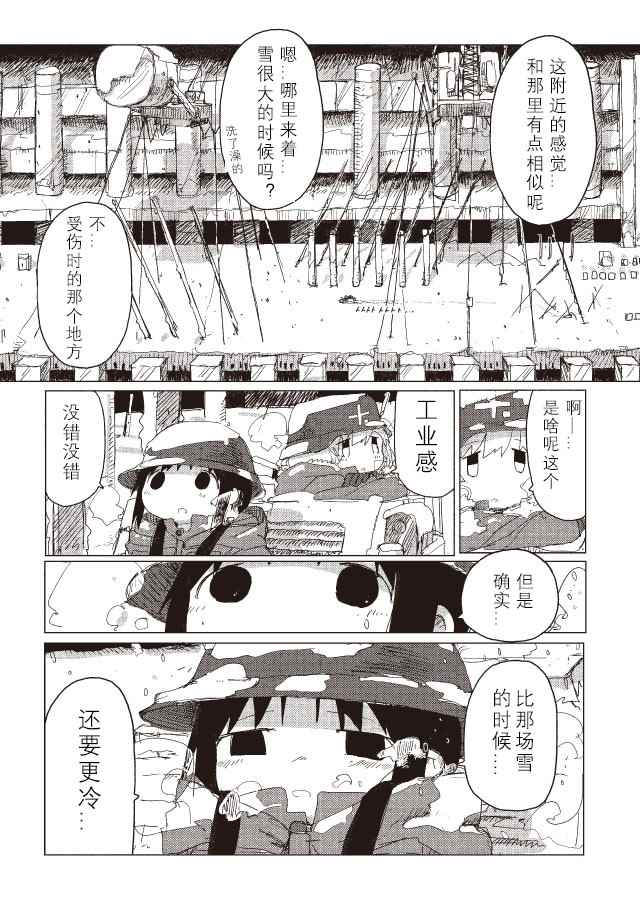 这附近的感觉…
和那里有点相似呢
嗯…哪里来着…
雪很大的时候吗？
洗了澡的
不…
受伤时的那个地方
啊——…
是啥呢这个
工业感
没错没错
但是
确实…
比那场雪
的时候…
还要更冷…